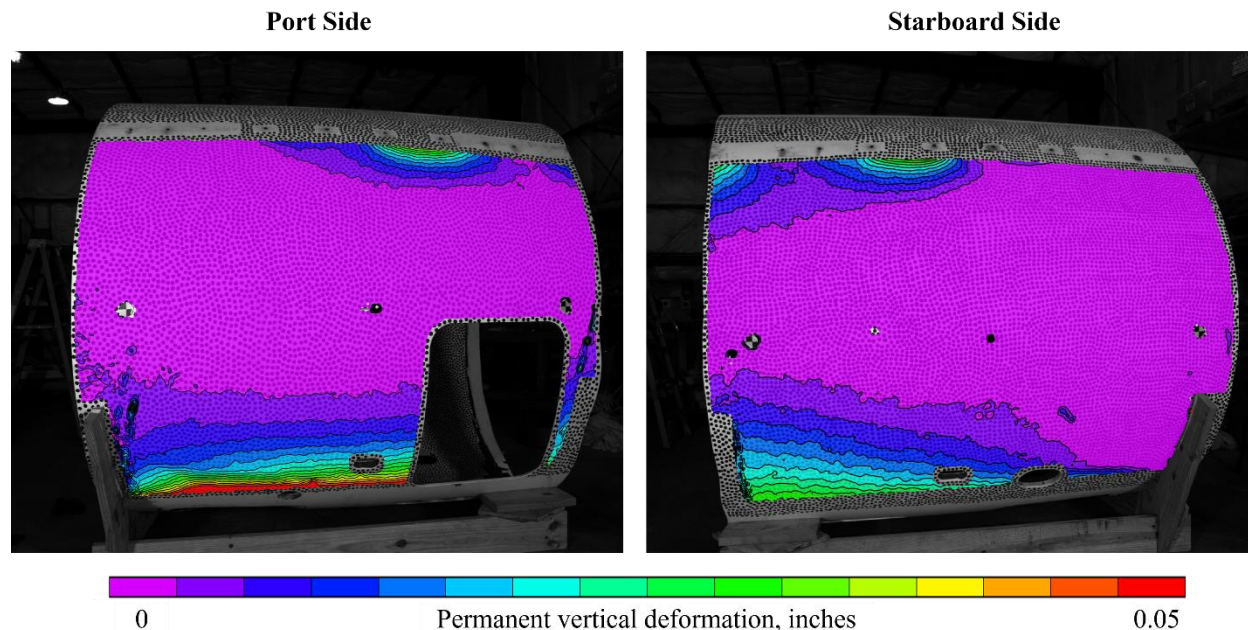 Port Side
Starboard Side
0
Permanent vertical deformation, inches
0.05